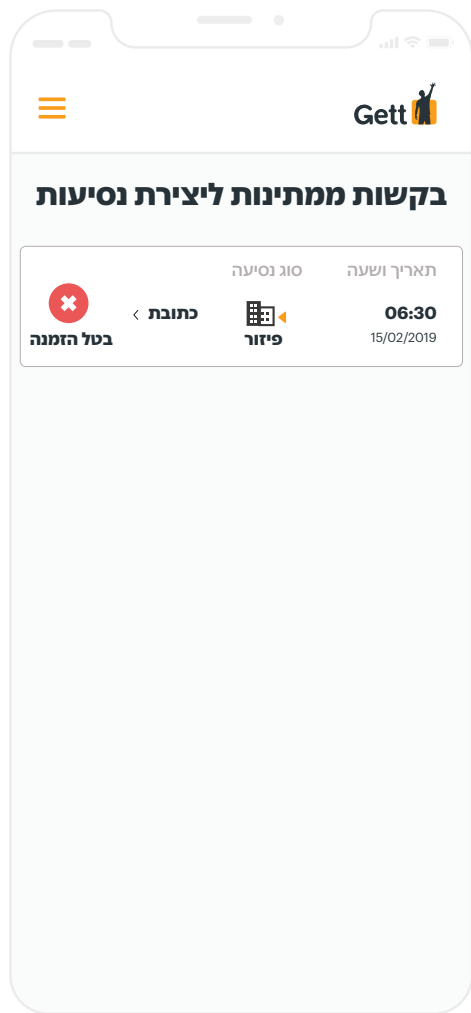 Gett
בקשות ממתינות ליצירת נסיעות
תאריך ושעה
סוג נסיעה
06:30
15/02/2019
פיזור
כתובת
בטל הזמנה